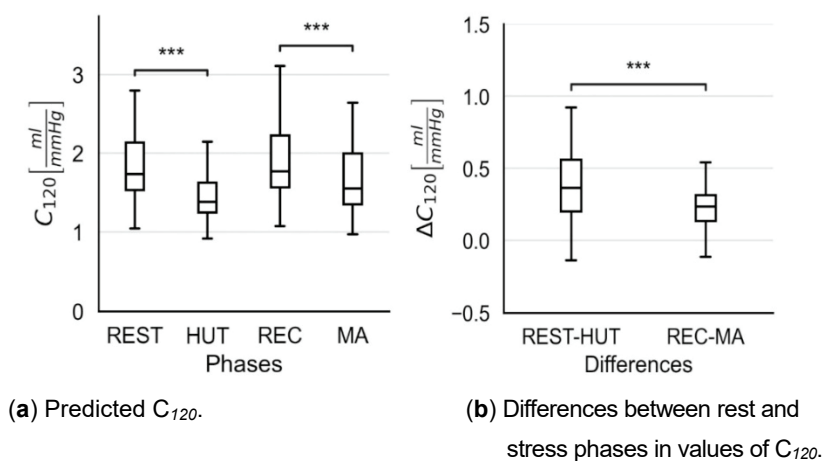 ***
***
3
2
1
0
C120[ml/mmHg]
REST HUT REC MA
Phases
(a) Predicted C120.
1.5
1.0
0.5
0.0
−0.5
***
ΔC120[ml/mmHg]
REST-HUT REC-MA
Differences
(b) Differences between rest and
stress phases in values of C120.